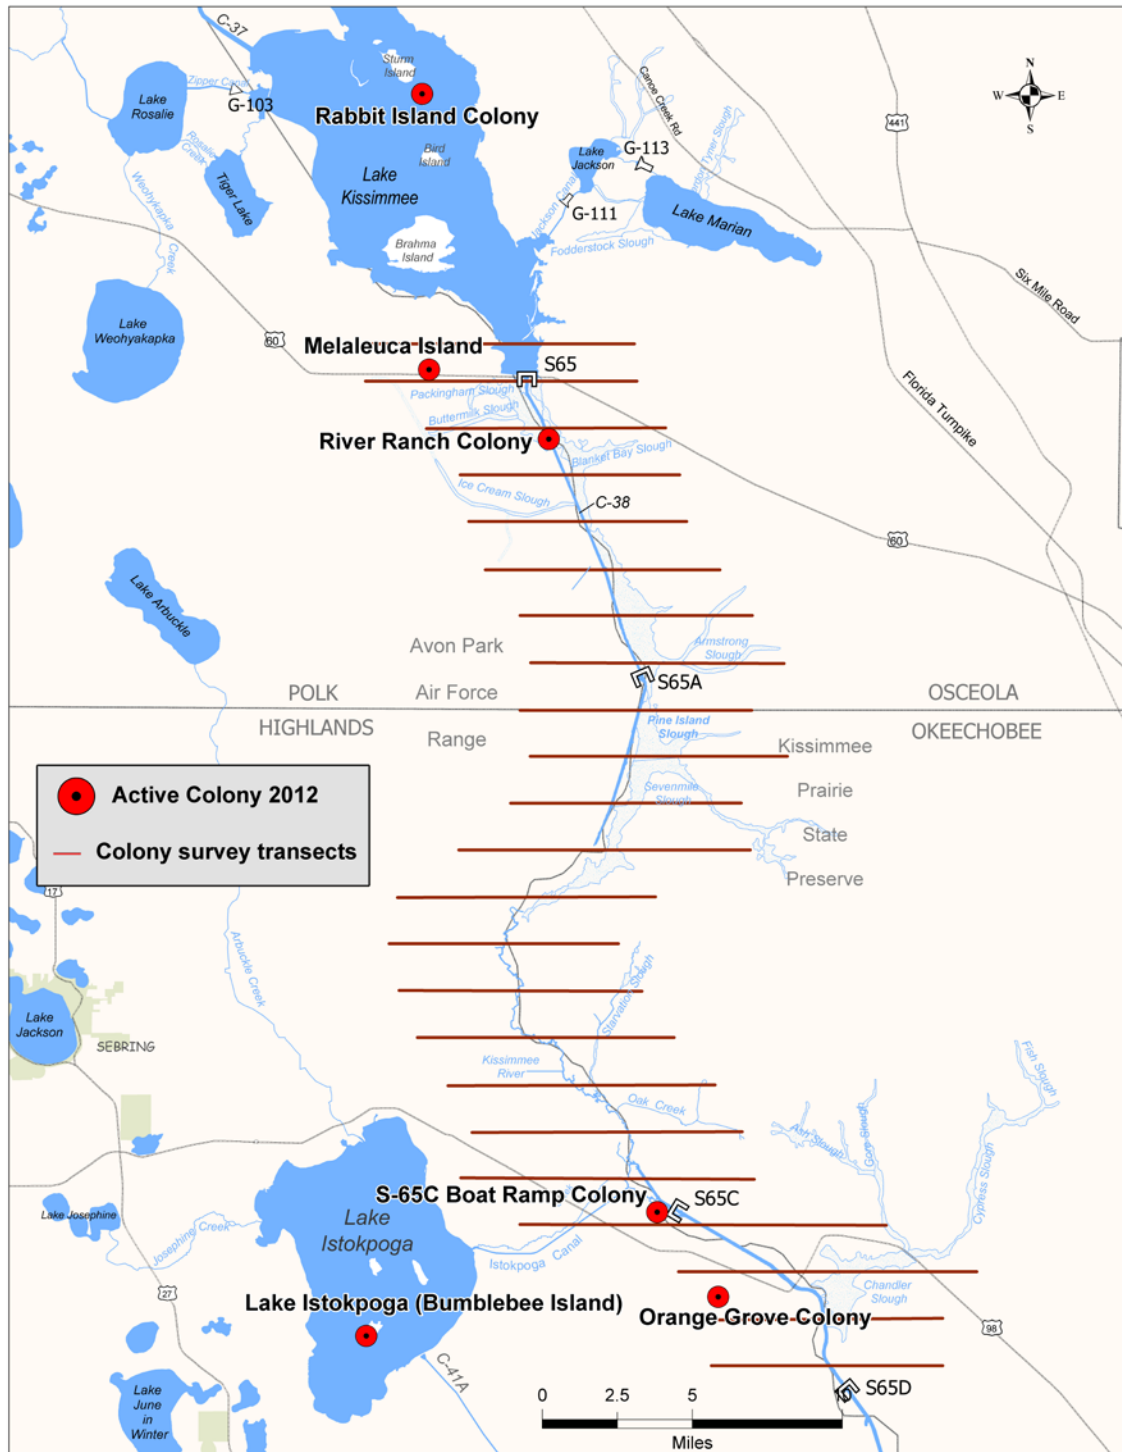 C-37
Sturm
Island
Canoe Creek Rd
N
W
E
S
441
Zipper Canal
G-103
Lake
Rosalie
Rabbit Island Colony
Rosalie
Creek
Bird
Island
Lake
Kissimmee
Tiger Lake
Weohyakapka
Creek
Lake
Jackson
G-113
Jackson Canal
G-111
Lake Marian
Fodderstock Slough
Brahma
Island
Six Mile Road
Lake
Weohyakapka
60
Melaleuca Island
S65
Packingham Slough
Buttermilk Slough
River Ranch Colony
Blanket Bay Slough
Ice Cream Slough
C-38
Florida Turnpike
60
Lake Arbuckle
Avon Park
Air Force
Range
Armstrong
Slough
S65A
POLK
HIGHLANDS
OSCEOLA
OKEECHOBEE
Pine Island
Slough
Kissimmee
Prairie
State
Preserve
Sevenmile
Slough
Active Colony 2012
Colony survey transects
17
Arbuckle Creek
Lake
Jackson
SEBRING
Starvation Slough
Kissimmee
River
Oak Creek
Fish Slough
Ash Slough
Gore Slough
Cypress Slough
S-65C Boat Ramp Colony
S65C
Lake Josephine
Josephine Creek
Lake
Istokpoga
Istokpoga Canal
27
Lake Istokpoga (Bumblebee Island)
Orange Grove Colony
Chandler
Slough
98
C-41A
S65D
Lake
June
in
Winter
0 2.5 5 10
Miles